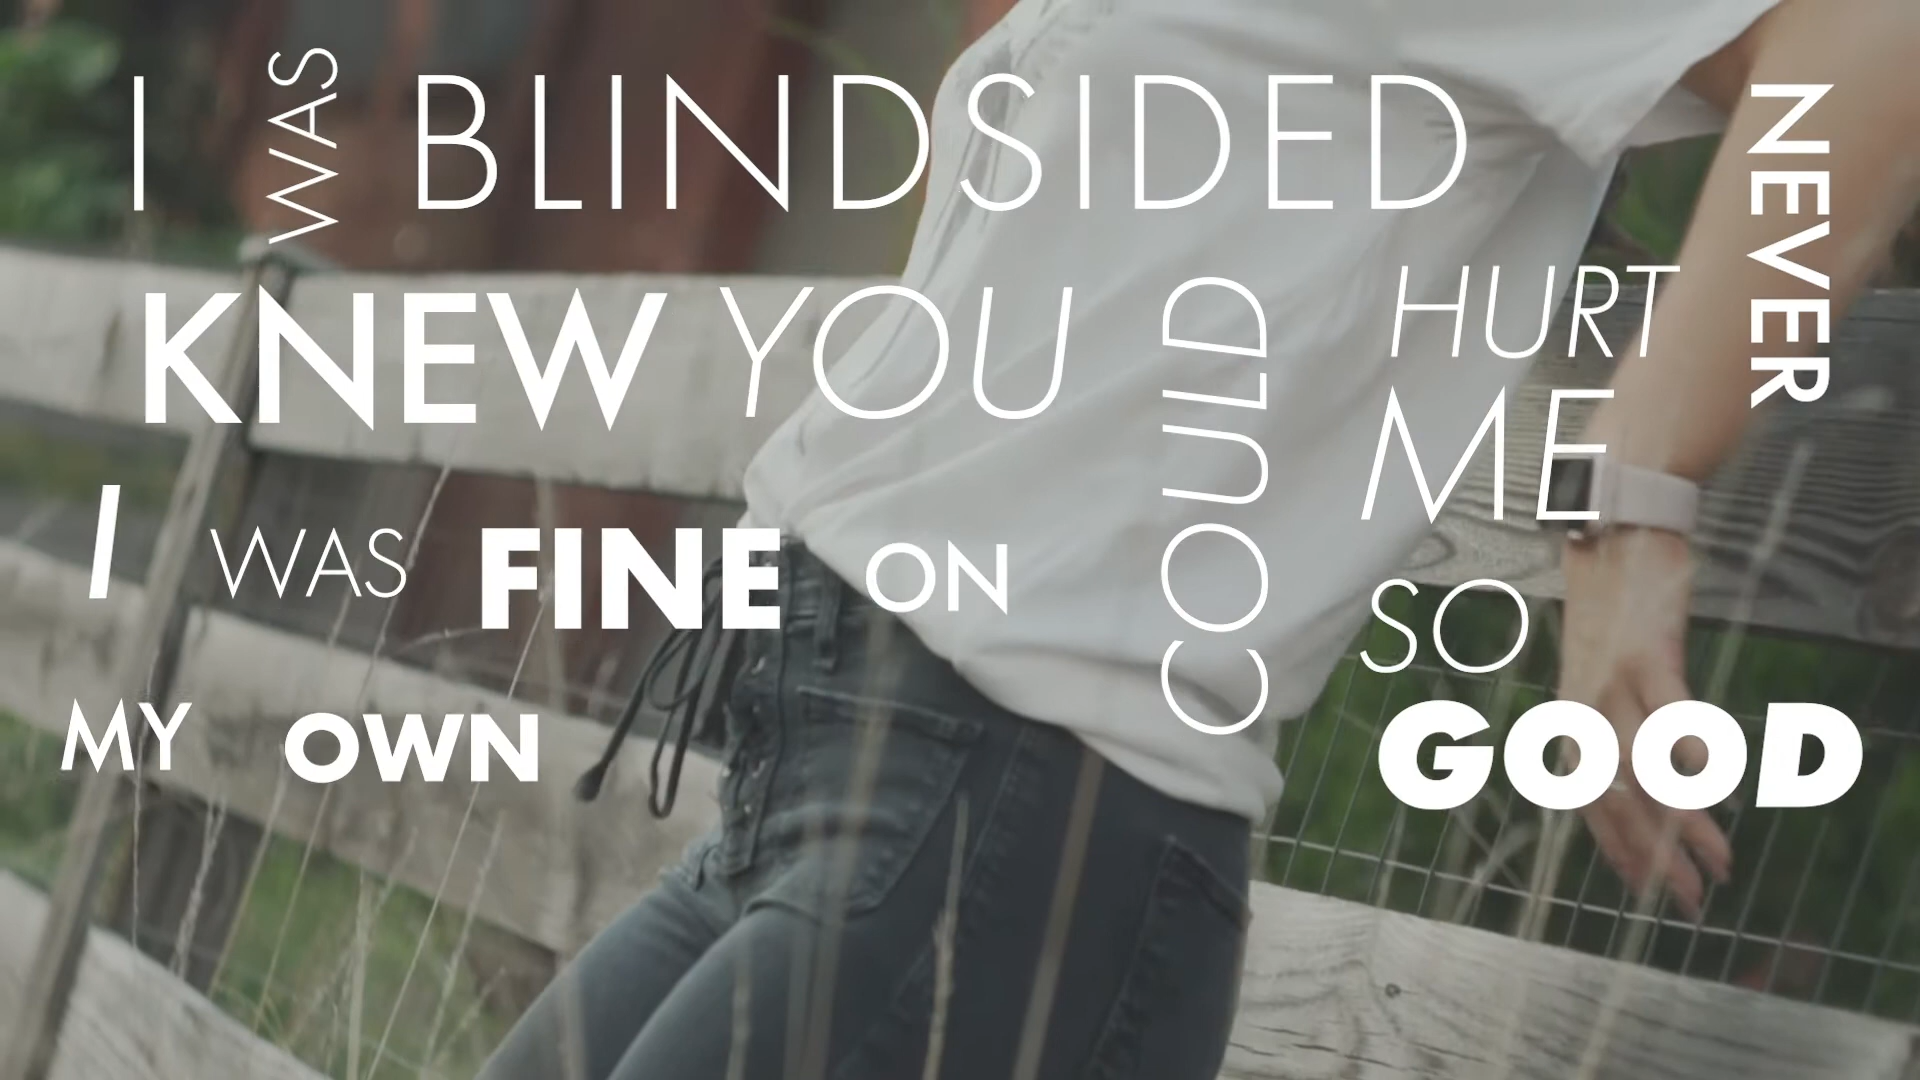 I WAS BLINDSIDED NEVER
KNEW YOU COULD HURT
ME
I WAS FINE ON
SO
MY OWN
GOOD